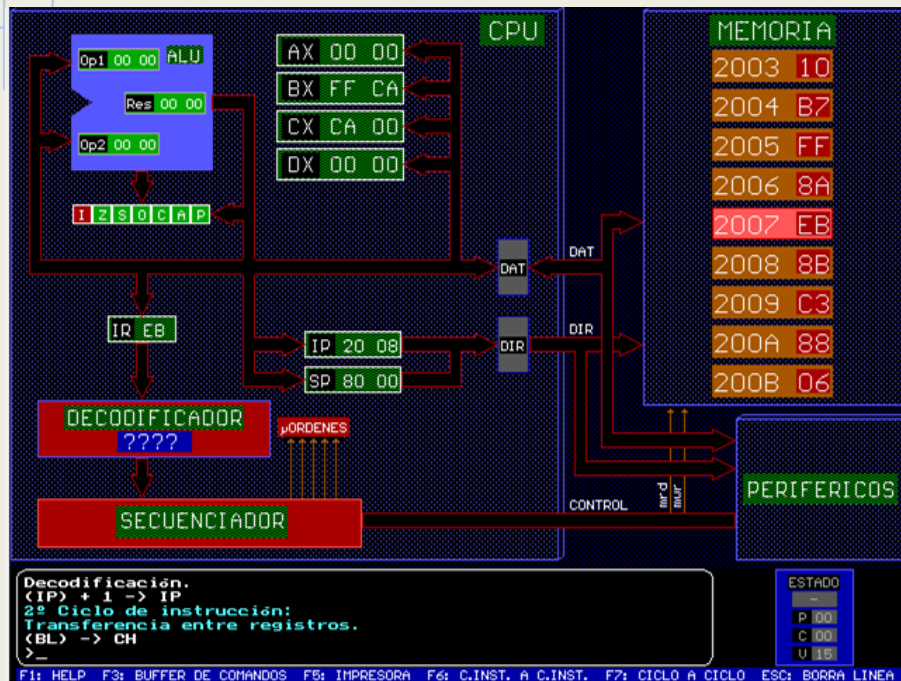 CPU
MEMORIA
ALU
Op1 00 00
Res 00 00
Op2 00 00
I Z S O C A P
AX 00 00
BX FF CA
CX CA 00
DX 00 00
2003 10
2004 B7
2005 FF
2006 8A
2007 EB
2008 8B
2009 C3
200A 88
200B 06
DAT
DAT
IR EB
IP 20 08
SP 80 00
DIR
DIR
DECODIFICADOR
????
µORDENES
SECUENCIADOR
CONTROL
mrd
mwr
PERIFERICOS
Decodificación.
(IP) + 1 -> IP
2º Ciclo de instrucción:
Transferencia entre registros.
(BL) -> CH
>_
ESTADO
-
P 00
C 00
V 15
F1: HELP F3: BUFFER DE COMANDOS F5: IMPRESORA F6: C.INST. A C.INST. F7: CICLO A CICLO ESC: BORRA LINEA